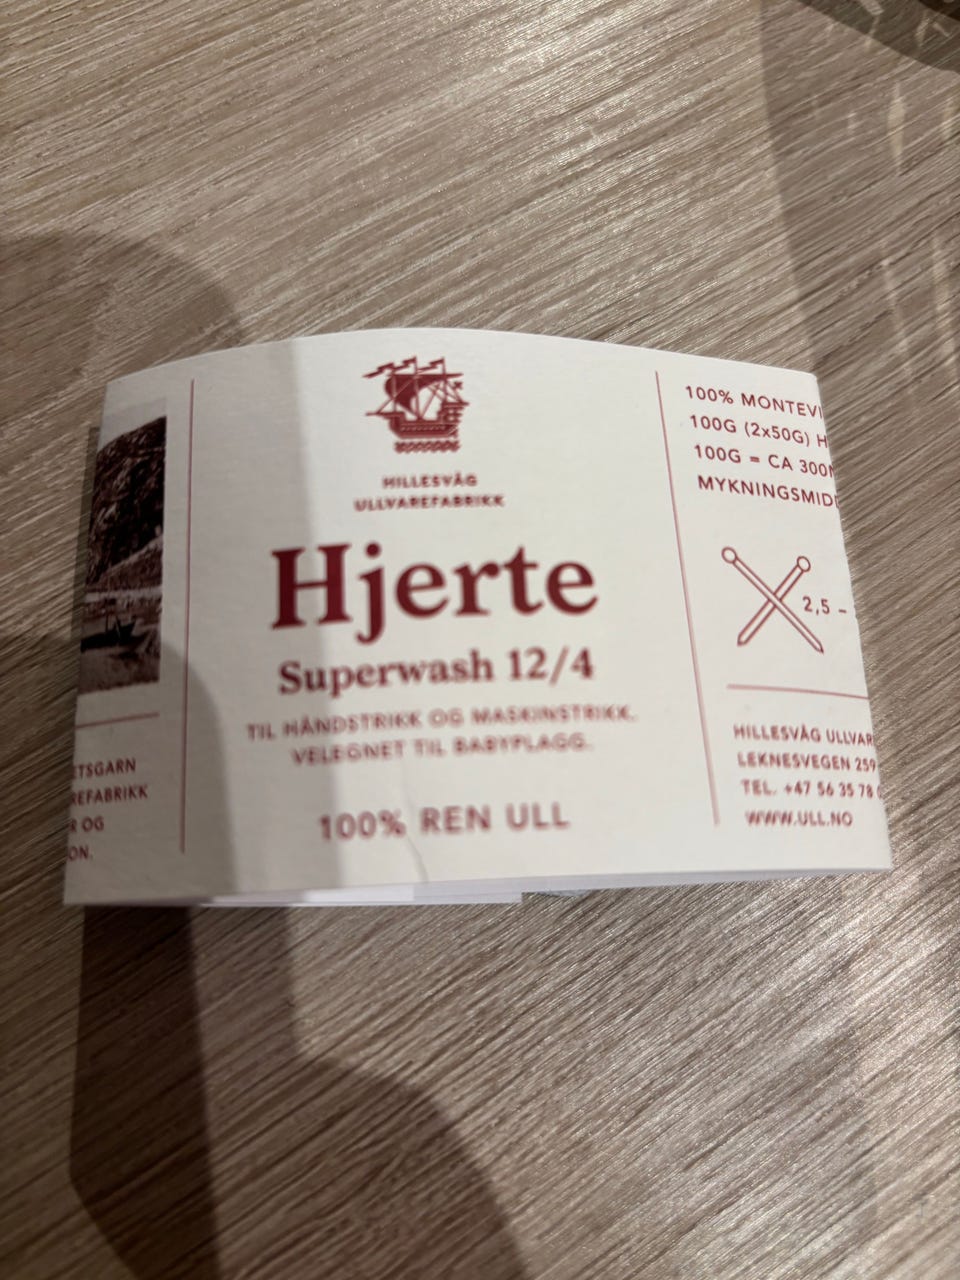 HILLESVÅG
ULLVAREFABRIKK
Hjerte
Superwash 12/4
TIL HÅNDSTRIKK OG MASKINSTRIKK.
VELEGNET TIL BABYPLAGG.
100% REN ULL
100% MONTEVI
100G (2x50G) H
100G = CA 300
MYKNINGSMID
2,5 –
HILLESVÅG ULLVAR
LEKNESVEGEN 259
TEL. +47 56 35 78
WWW.ULL.NO
ETSGARN
REFABRIKK
R OG
ON.